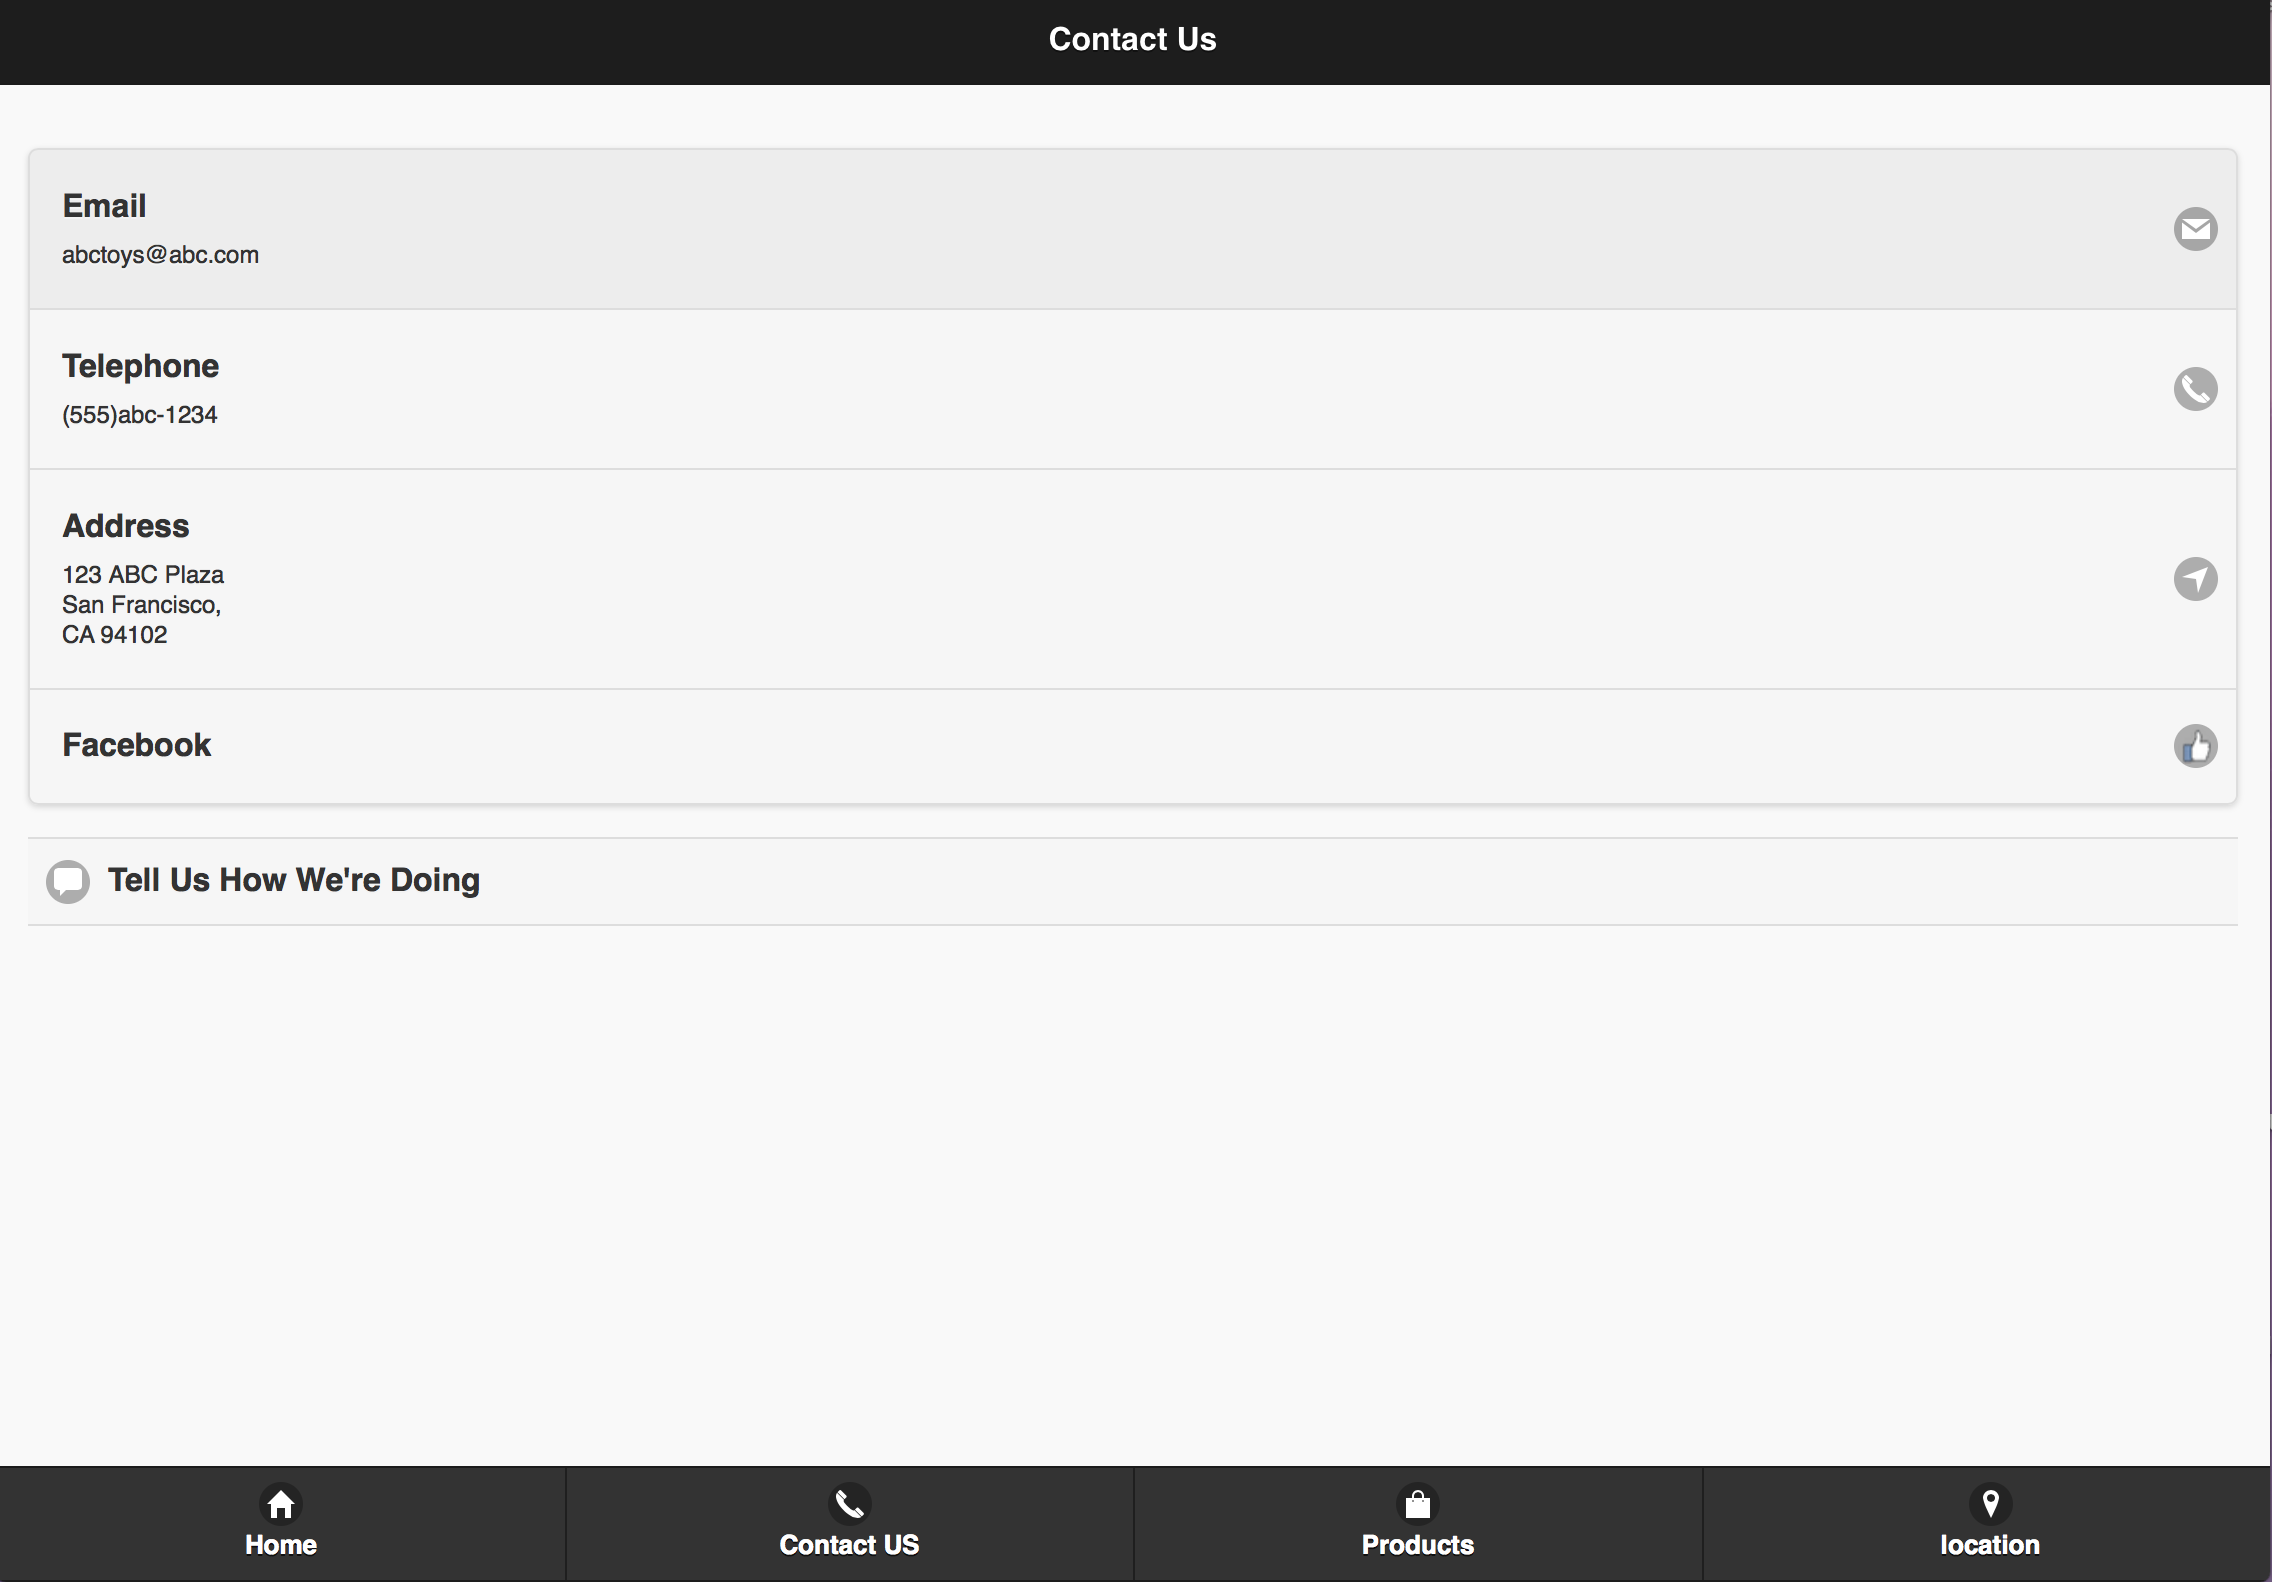 Contact Us
Email
abctoys@abc.com
Telephone
(555)abc-1234
Address
123 ABC Plaza
San Francisco,
CA 94102
Facebook
Tell Us How We're Doing
Home
Contact US
Products
location